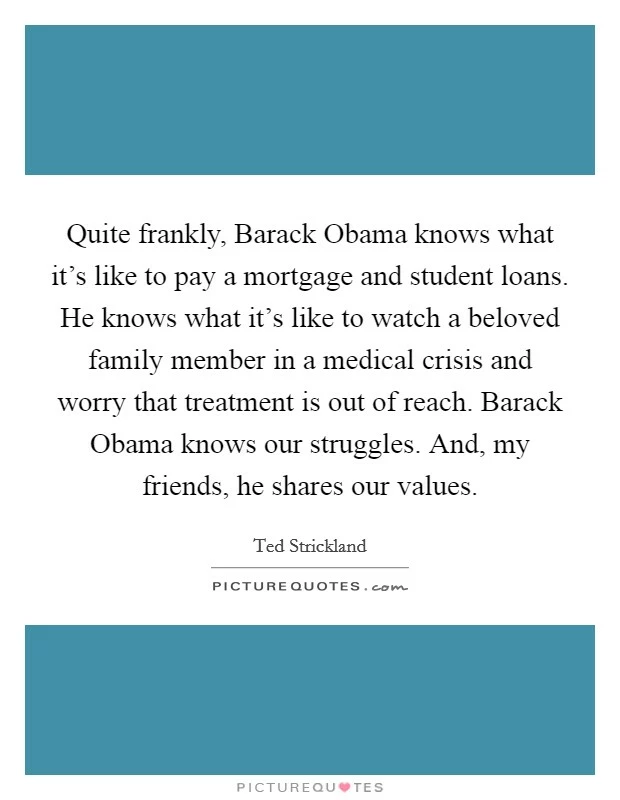 Quite frankly, Barack Obama knows what
it’s like to pay a mortgage and student loans.
He knows what it’s like to watch a beloved
family member in a medical crisis and
worry that treatment is out of reach. Barack
Obama knows our struggles. And, my
friends, he shares our values.
Ted Strickland
PICTUREQUOTES.com
PICTUREQU♥TES